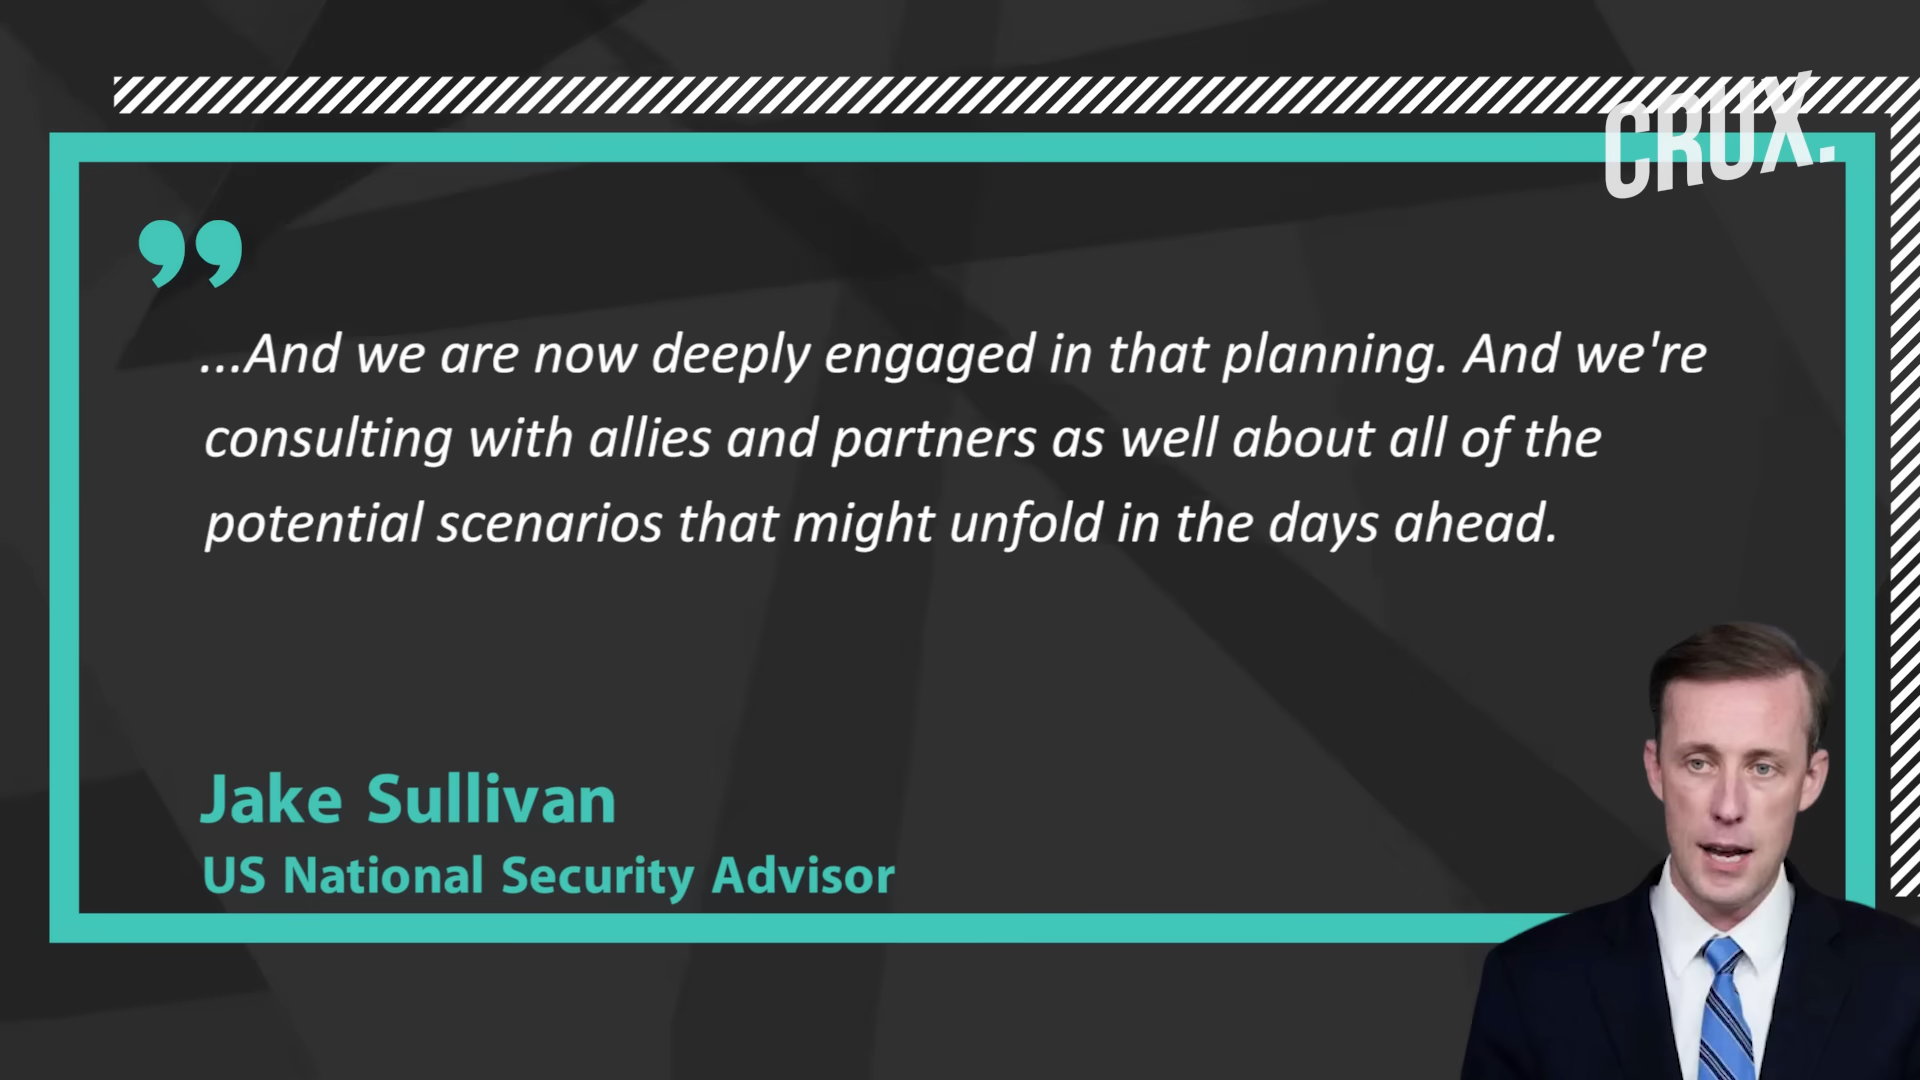 CRUX.
”
...And we are now deeply engaged in that planning. And we're
consulting with allies and partners as well about all of the
potential scenarios that might unfold in the days ahead.
Jake Sullivan
US National Security Advisor